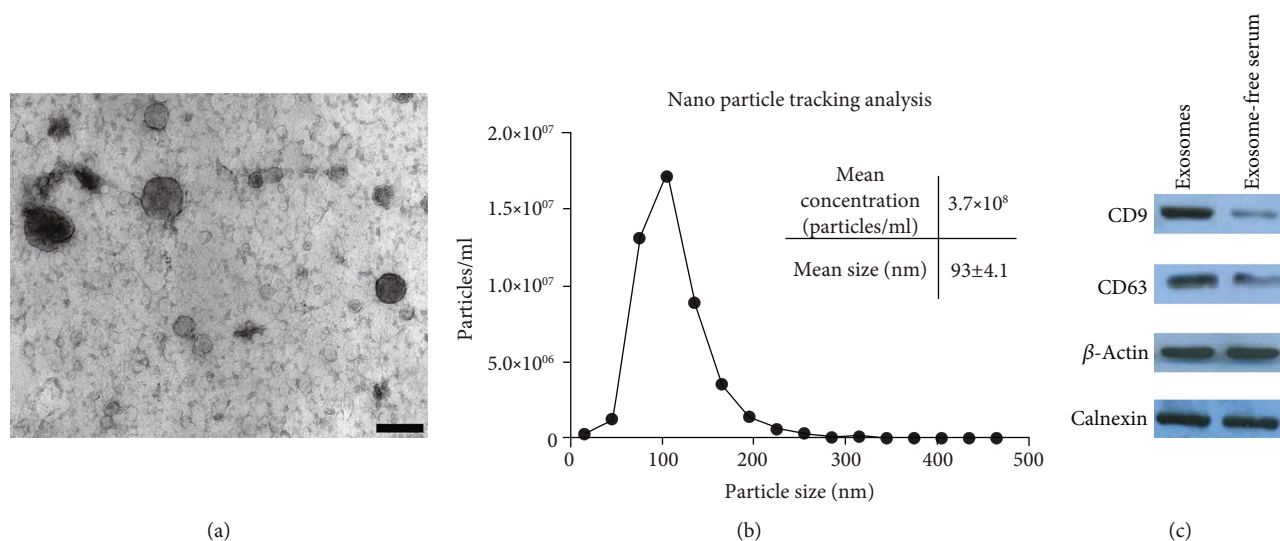 Nano particle tracking analysis
2.0×10⁰⁷
1.5×10⁰⁷
1.0×10⁰⁷
5.0×10⁰⁶
0
Particles/ml
0
100
200
300
400
500
Particle size (nm)
Mean
concentration
(particles/ml)
3.7×10⁸
Mean size (nm)
93±4.1
Exosomes
Exosome-free serum
CD9
CD63
β-Actin
Calnexin
(a)
(b)
(c)